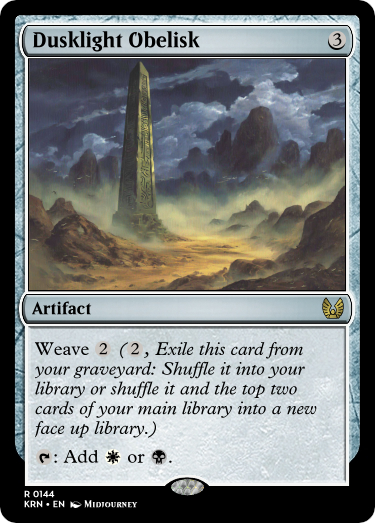 Dusklight Obelisk 3
Artifact
Weave 2 (2, Exile this card from
your graveyard: Shuffle it into your
library or shuffle it and the top two
cards of your main library into a new
face up library.)
: Add or .
R 0144
KRN • EN Midjourney